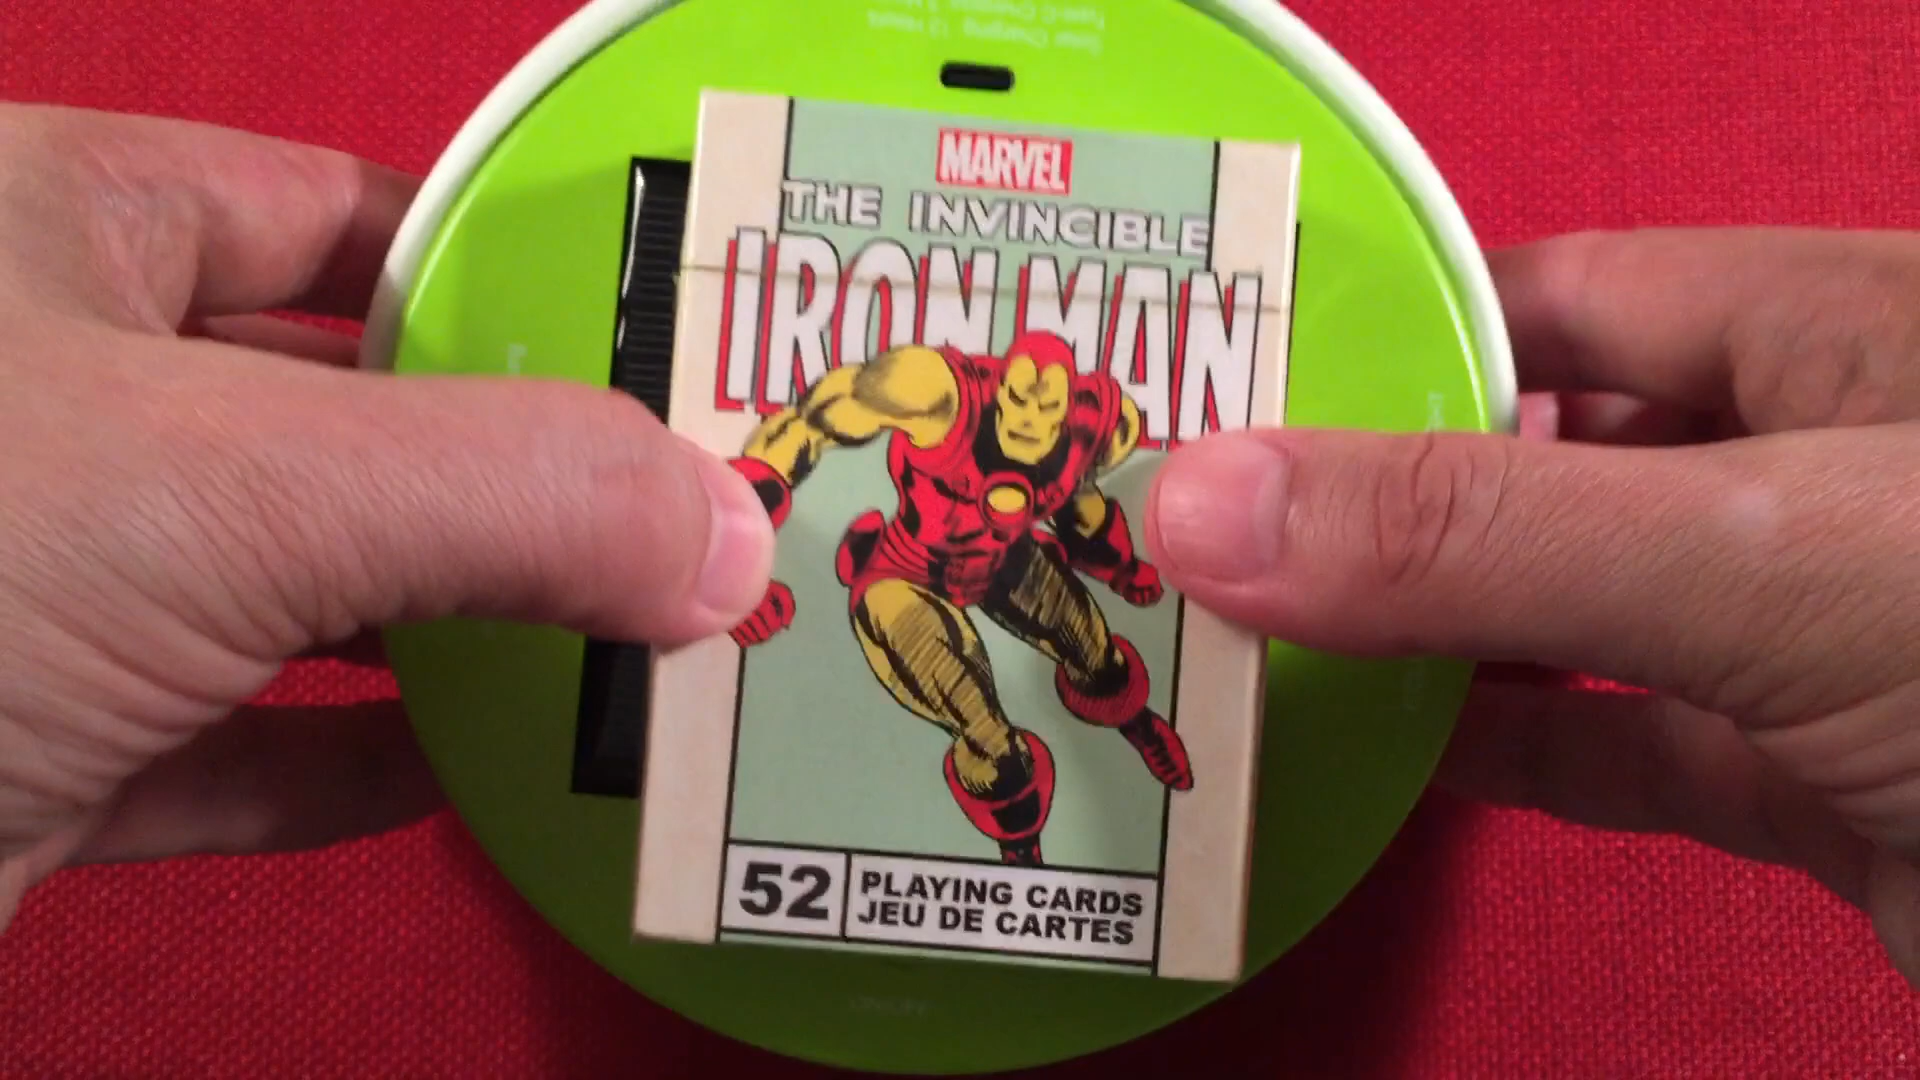 MARVEL
THE INVINCIBLE
IRON MAN
52
PLAYING CARDS
JEU DE CARTES